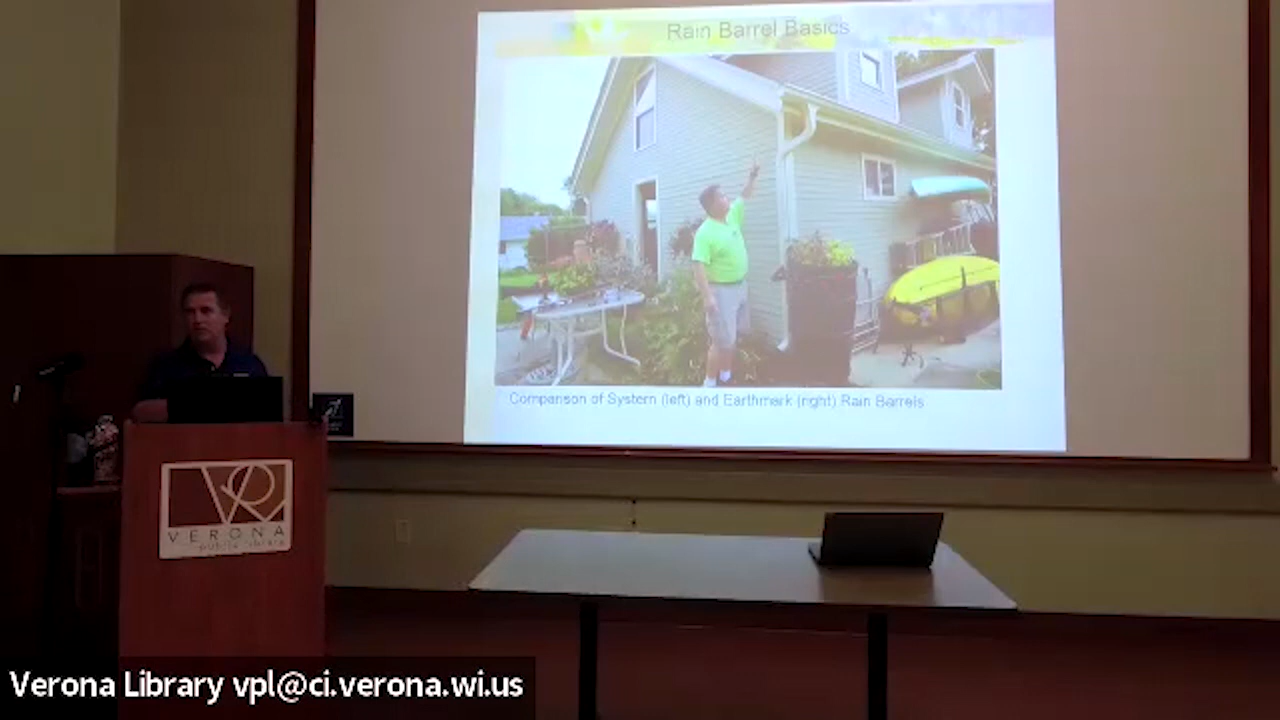 Rain Barrel Basics
Comparison of System (left) and Earthmark (right) Rain Barrels
VR
VERONA
public library
Verona Library vpl@ci.verona.wi.us